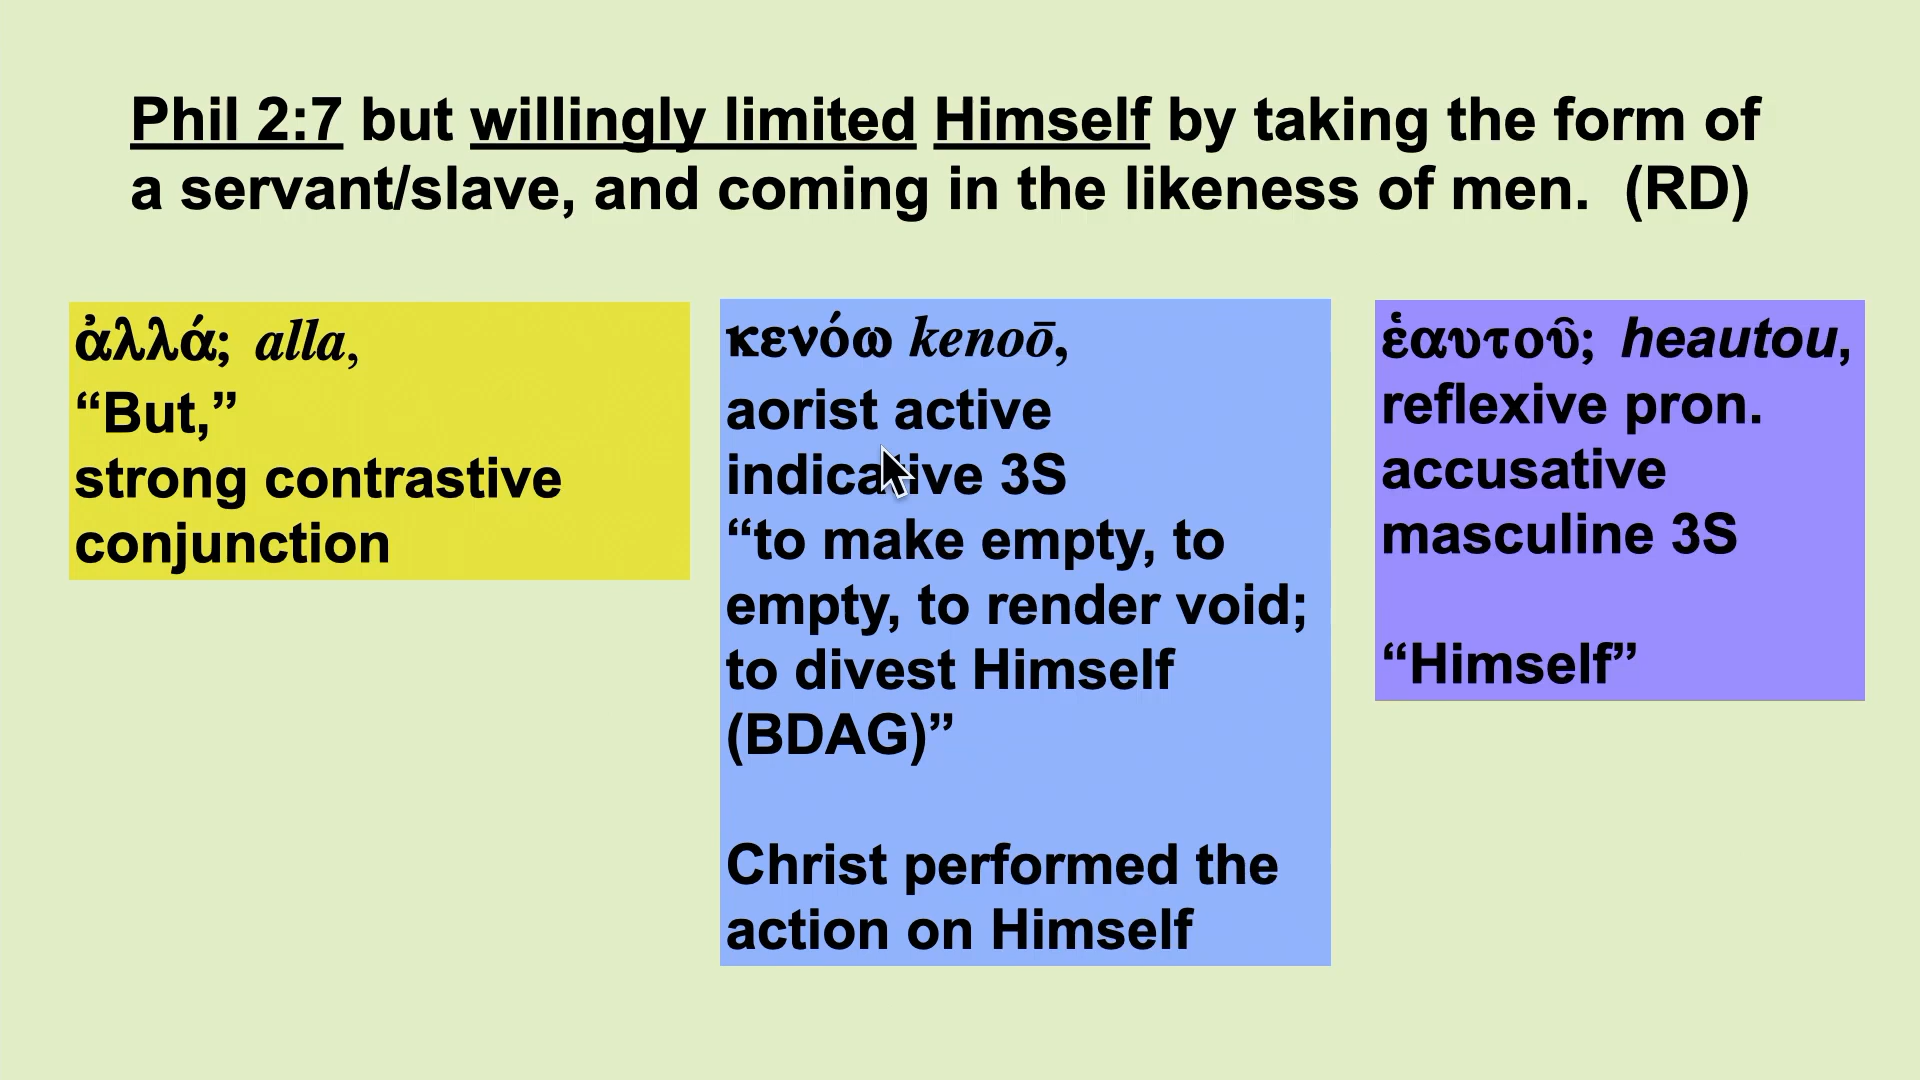 Phil 2:7 but willingly limited Himself by taking the form of
a servant/slave, and coming in the likeness of men. (RD)
ἀλλά; alla,
“But,”
strong contrastive
conjunction
κενόω kenoō,
aorist active
indicative 3S
“to make empty, to
empty, to render void;
to divest Himself
(BDAG)”
Christ performed the
action on Himself
ἑαυτοῦ; heautou,
reflexive pron.
accusative
masculine 3S
“Himself”